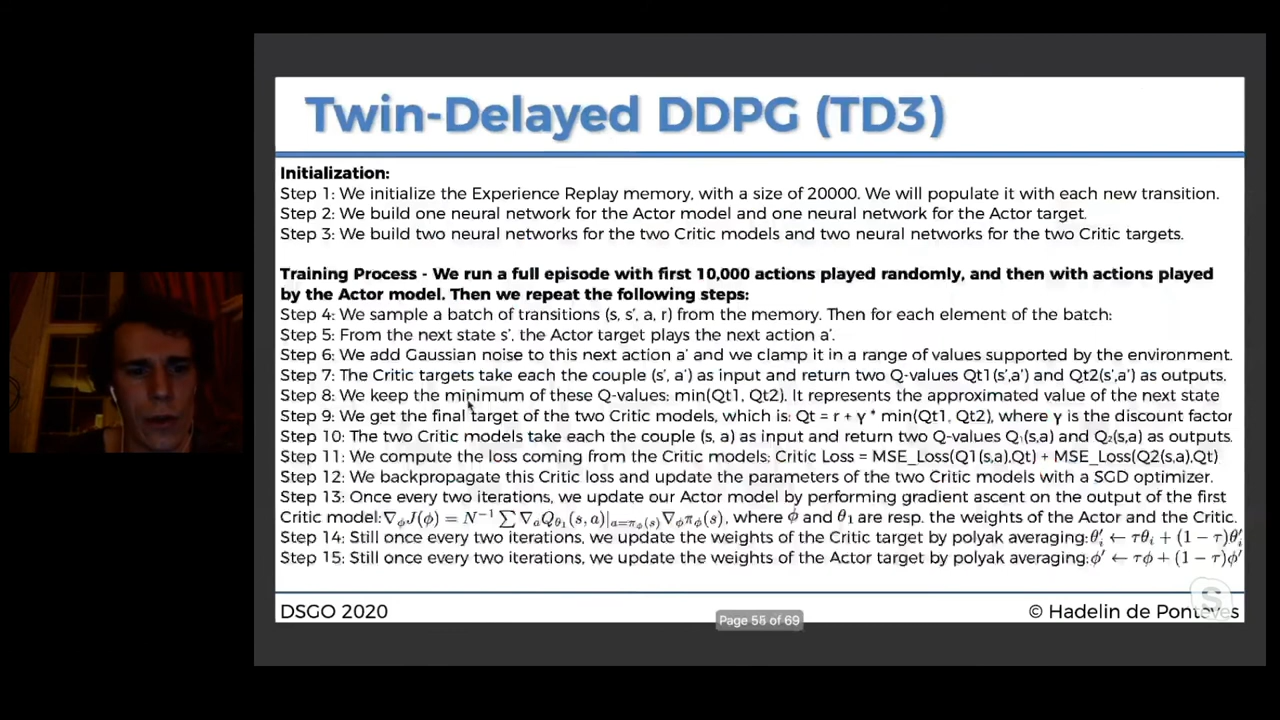 Twin-Delayed DDPG (TD3)
Initialization:
Step 1: We initialize the Experience Replay memory, with a size of 20000. We will populate it with each new transition.
Step 2: We build one neural network for the Actor model and one neural network for the Actor target.
Step 3: We build two neural networks for the two Critic models and two neural networks for the two Critic targets.
Training Process - We run a full episode with first 10,000 actions played randomly, and then with actions played
by the Actor model. Then we repeat the following steps:
Step 4: We sample a batch of transitions (s, s', a, r) from the memory. Then for each element of the batch:
Step 5: From the next state s', the Actor target plays the next action a'.
Step 6: We add Gaussian noise to this next action a' and we clamp it in a range of values supported by the environment.
Step 7: The Critic targets take each the couple (s', a') as input and return two Q-values Qt1(s',a') and Qt2(s',a') as outputs.
Step 8: We keep the minimum of these Q-values: min(Qt1, Qt2). It represents the approximated value of the next state
Step 9: We get the final target of the two Critic models, which is: Qt = r + γ * min(Qt1, Qt2), where γ is the discount factor
Step 10: The two Critic models take each the couple (s, a) as input and return two Q-values Q₁(s,a) and Q₂(s,a) as outputs.
Step 11: We compute the loss coming from the Critic models: Critic Loss = MSE_Loss(Q1(s,a),Qt) + MSE_Loss(Q2(s,a),Qt)
Step 12: We backpropagate this Critic loss and update the parameters of the two Critic models with a SGD optimizer.
Step 13: Once every two iterations, we update our Actor model by performing gradient ascent on the output of the first
Critic model: ∇_ϕJ(ϕ) = N⁻¹ ∑ ∇_aQ_θ₁(s, a)|_{a=π_ϕ(s)}∇_ϕπ_ϕ(s), where ϕ and θ₁ are resp. the weights of the Actor and the Critic.
Step 14: Still once every two iterations, we update the weights of the Critic target by polyak averaging: θ'ᵢ ← τθᵢ + (1 − τ)θ'ᵢ
Step 15: Still once every two iterations, we update the weights of the Actor target by polyak averaging: ϕ' ← τϕ + (1 − τ)ϕ'
DSGO 2020
Page 56 of 69
© Hadelin de Ponteves